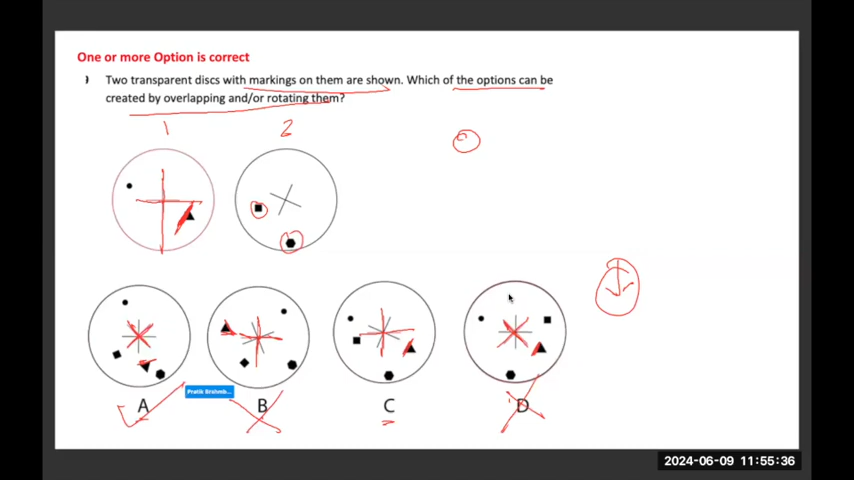 One or more Option is correct
Two transparent discs with markings on them are shown. Which of the options can be
created by overlapping and/or rotating them?
1 2
Pratik Brahmb...
A B C D
2024-06-09 11:55:36